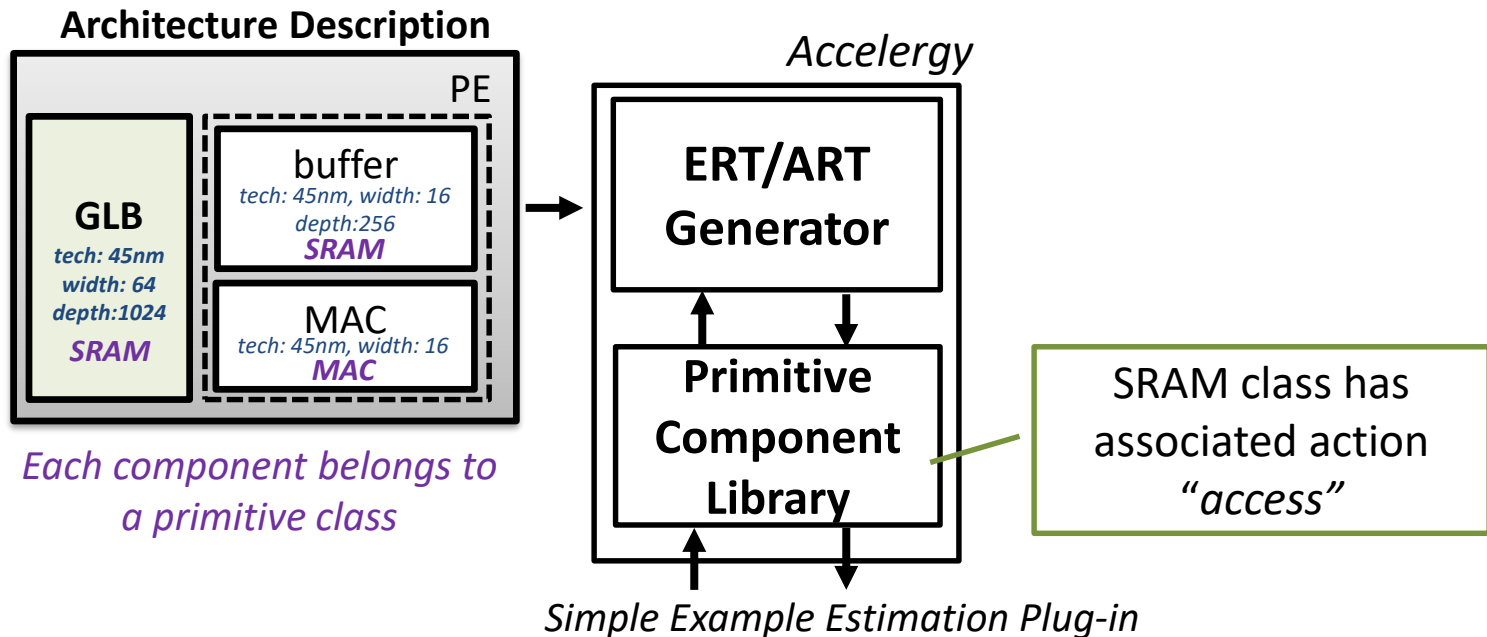 Architecture Description
PE
GLB
tech: 45nm
width: 64
depth:1024
SRAM
buffer
tech: 45nm, width: 16
depth:256
SRAM
MAC
tech: 45nm, width: 16
MAC
Each component belongs to
a primitive class
Accelergy
ERT/ART
Generator
Primitive
Component
Library
SRAM class has
associated action
“access”
Simple Example Estimation Plug-in